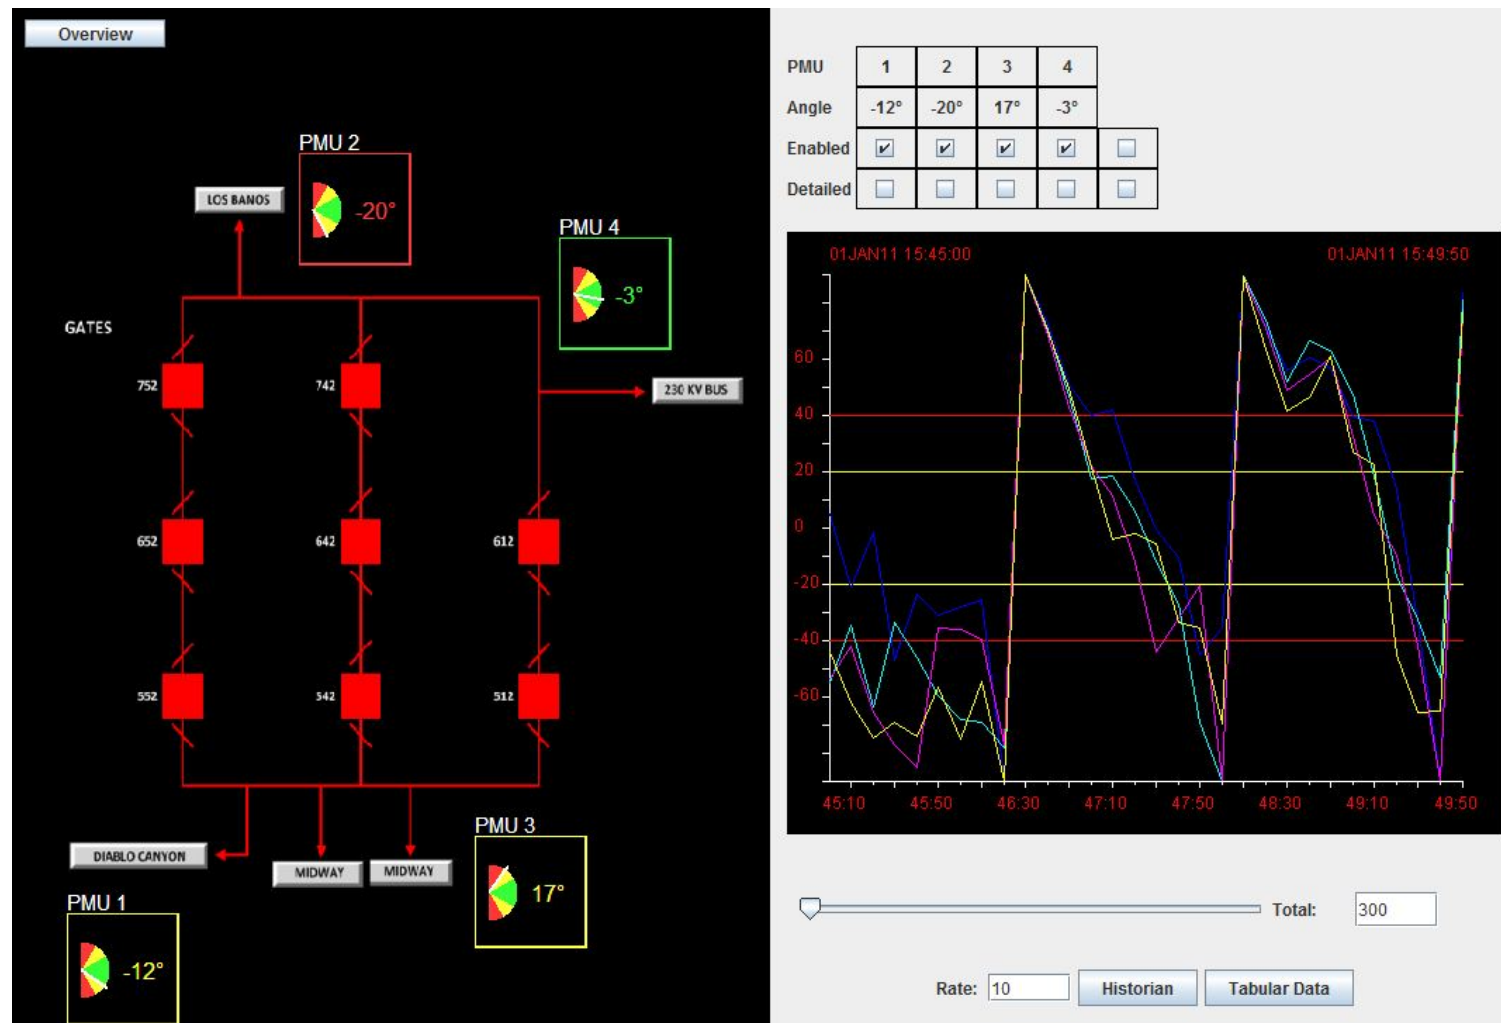 Overview
PMU 2
LOS BANOS
-20°
PMU 4
-3°
GATES
752
742
230 KV BUS
652
642
612
552
542
512
DIABLO CANYON
MIDWAY
MIDWAY
PMU 3
17°
PMU 1
-12°
PMU 1 2 3 4
Angle -12° -20° 17° -3°
Enabled
Detailed
01JAN11 15:45:00 01JAN11 15:49:50
60
40
20
0
-20
-40
-60
45:10 45:50 46:30 47:10 47:50 48:30 49:10 49:50
Total: 300
Rate: 10 Historian Tabular Data